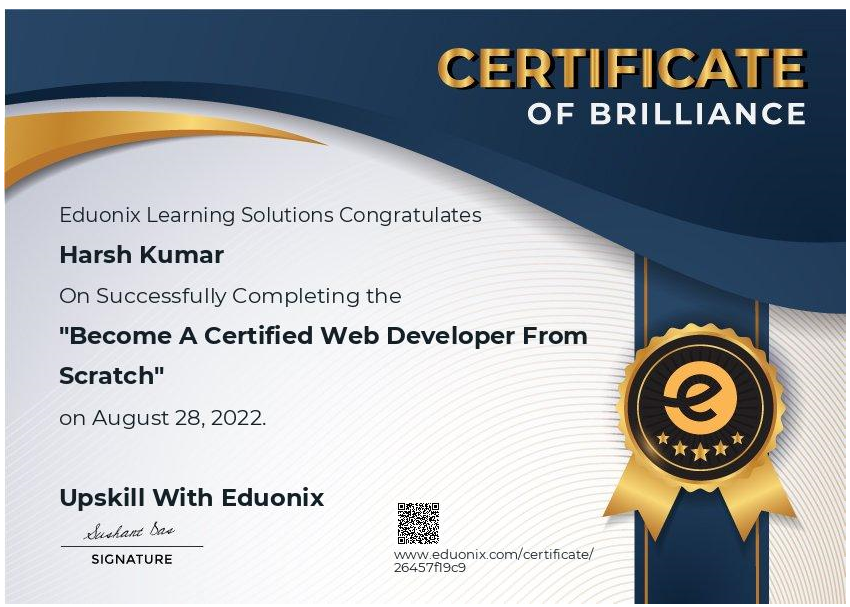 CERTIFICATE
OF BRILLIANCE
Eduonix Learning Solutions Congratulates
Harsh Kumar
On Successfully Completing the
"Become A Certified Web Developer From
Scratch"
on August 28, 2022.
Upskill With Eduonix
Sushant Das
SIGNATURE
www.eduonix.com/certificate/
26457f19c9
e